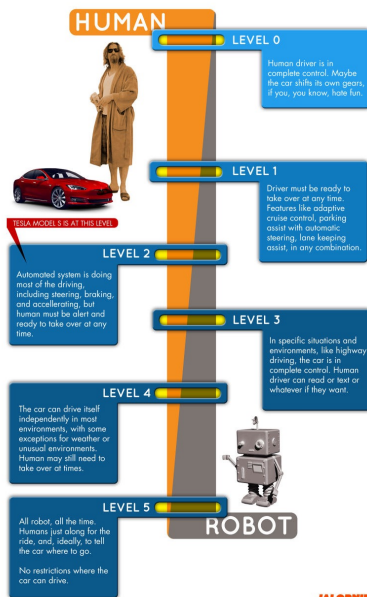 HUMAN
LEVEL 0
Human driver is in
complete control. Maybe
the car shifts its own gears,
if you, you know, hate fun.
LEVEL 1
Driver must be ready to
take over at any time.
Features like adaptive
cruise control, parking
assist with automatic
steering, lane keeping
assist, in any combination.
TESLA MODEL S IS AT THIS LEVEL
LEVEL 2
Automated system is doing
most of the driving,
including steering, braking,
and accellerating, but
human must be alert and
ready to take over at any
time.
LEVEL 3
In specific situations and
environments, like highway
driving, the car is in
complete control. Human
driver can read or text or
whatever if they want.
LEVEL 4
The car can drive itself
independently in most
environments, with some
exceptions for weather or
unusual environments.
Human may still need to
take over at times.
LEVEL 5
All robot, all the time.
Humans just along for the
ride, and, ideally, to tell
the car where to go.
No restrictions where the
car can drive.
ROBOT